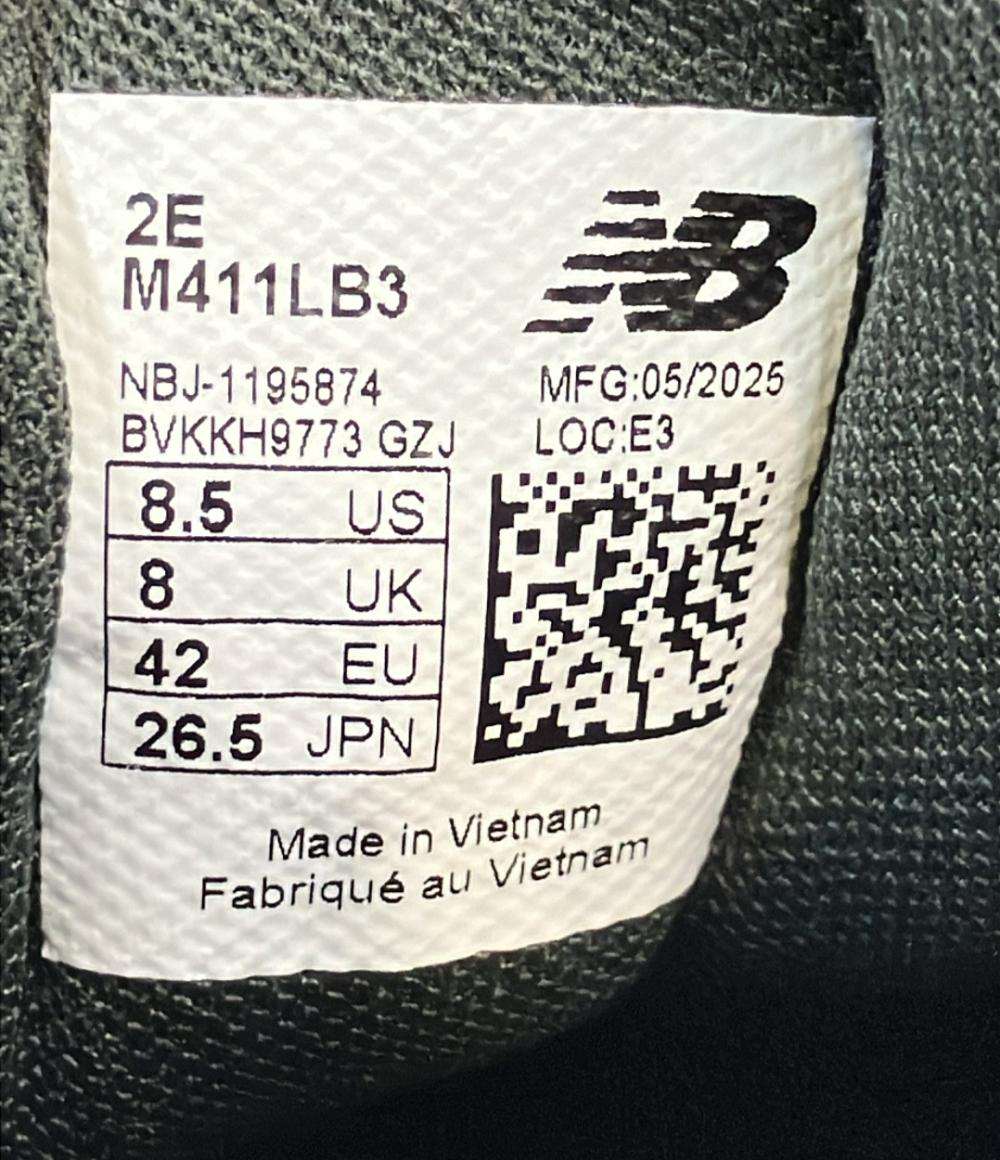 2E
M411LB3
NB
NBJ-1195874
MFG:05/2025
BVKKH9773 GZJ
LOC:E3
8.5 US
8 UK
42 EU
26.5 JPN
Made in Vietnam
Fabriqué au Vietnam